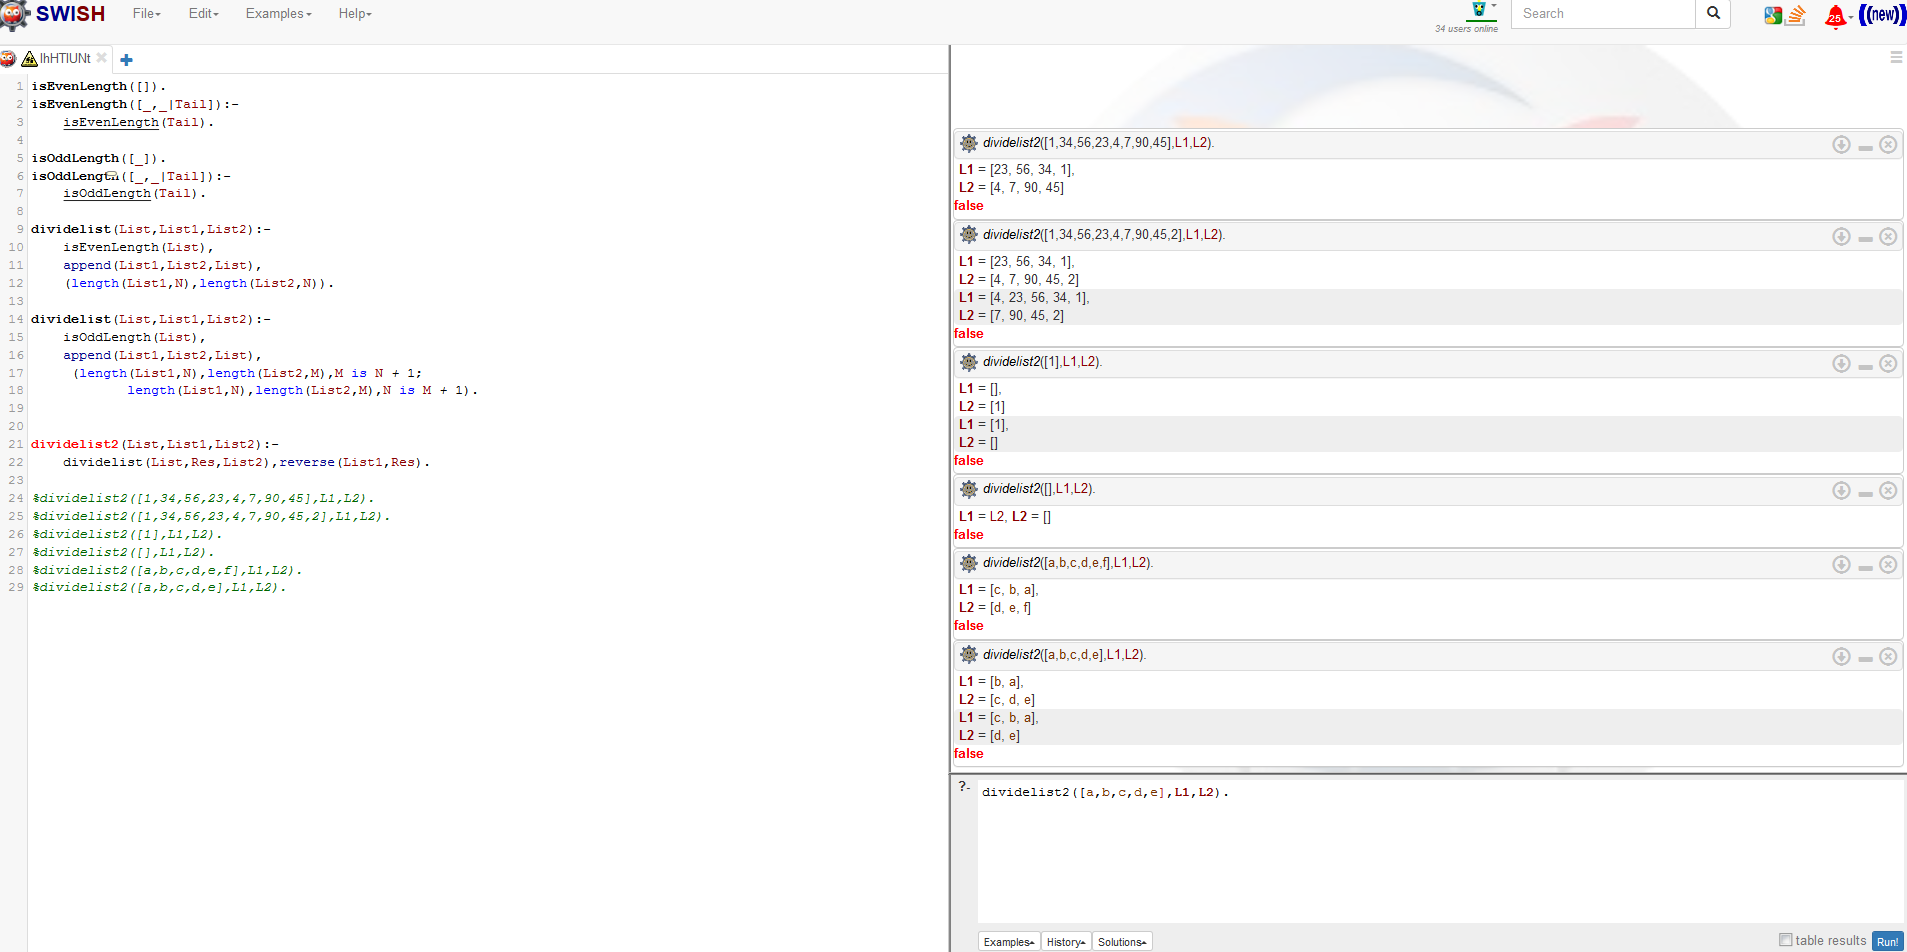 SWISH File Edit Examples Help
34 users online
Search
25
((new))
lhHTIUNt
1 isEvenLength([]).
2 isEvenLength([_,_|Tail]):-
3 isEvenLength(Tail).
4
5 isOddLength([_]).
6 isOddLength([_,_|Tail]):-
7 isOddLength(Tail).
8
9 dividelist(List,List1,List2):-
10 isEvenLength(List),
11 append(List1,List2,List),
12 (length(List1,N),length(List2,N)).
13
14 dividelist(List,List1,List2):-
15 isOddLength(List),
16 append(List1,List2,List),
17 (length(List1,N),length(List2,M),M is N + 1;
18 length(List1,N),length(List2,M),N is M + 1).
19
20
21 dividelist2(List,List1,List2):-
22 dividelist(List,Res,List2),reverse(List1,Res).
23
24 %dividelist2([1,34,56,23,4,7,90,45],L1,L2).
25 %dividelist2([1,34,56,23,4,7,90,45,2],L1,L2).
26 %dividelist2([1],L1,L2).
27 %dividelist2([],L1,L2).
28 %dividelist2([a,b,c,d,e,f],L1,L2).
29 %dividelist2([a,b,c,d,e],L1,L2).
dividelist2([1,34,56,23,4,7,90,45],L1,L2).
L1 = [23, 56, 34, 1],
L2 = [4, 7, 90, 45]
false
dividelist2([1,34,56,23,4,7,90,45,2],L1,L2).
L1 = [23, 56, 34, 1],
L2 = [4, 7, 90, 45, 2]
L1 = [4, 23, 56, 34, 1],
L2 = [7, 90, 45, 2]
false
dividelist2([1],L1,L2).
L1 = [],
L2 = [1]
L1 = [1],
L2 = []
false
dividelist2([],L1,L2).
L1 = L2, L2 = []
false
dividelist2([a,b,c,d,e,f],L1,L2).
L1 = [c, b, a],
L2 = [d, e, f]
false
dividelist2([a,b,c,d,e],L1,L2).
L1 = [b, a],
L2 = [c, d, e]
L1 = [c, b, a],
L2 = [d, e]
false
?- dividelist2([a,b,c,d,e],L1,L2).
Examples History Solutions table results Run!